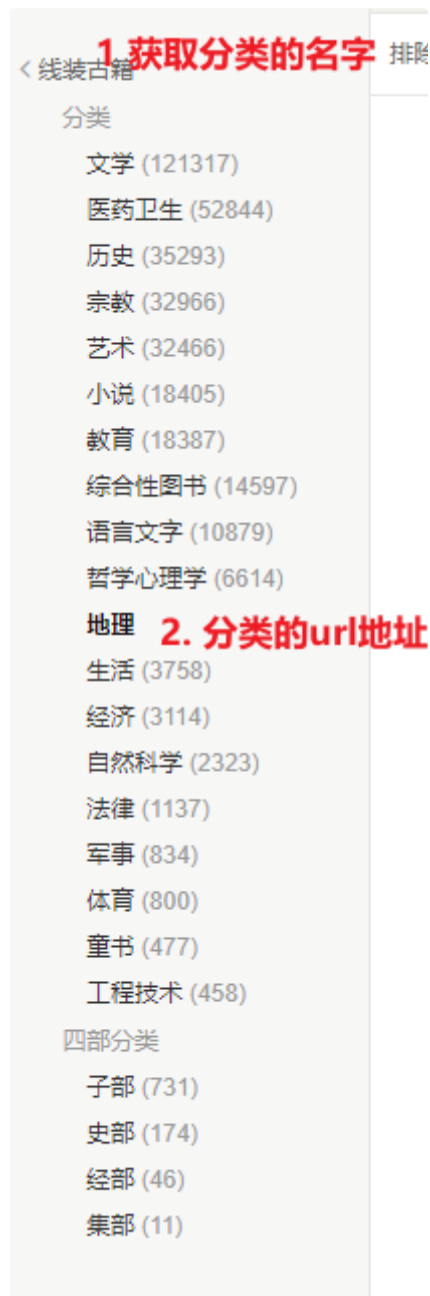 1.获取分类的名字
排除
<线装古籍
分类
文学 (121317)
医药卫生 (52844)
历史 (35293)
宗教 (32966)
艺术 (32466)
小说 (18405)
教育 (18387)
综合性图书 (14597)
语言文字 (10879)
哲学心理学 (6614)
地理
2. 分类的url地址
生活 (3758)
经济 (3114)
自然科学 (2323)
法律 (1137)
军事 (834)
体育 (800)
童书 (477)
工程技术 (458)
四部分类
子部 (731)
史部 (174)
经部 (46)
集部 (11)